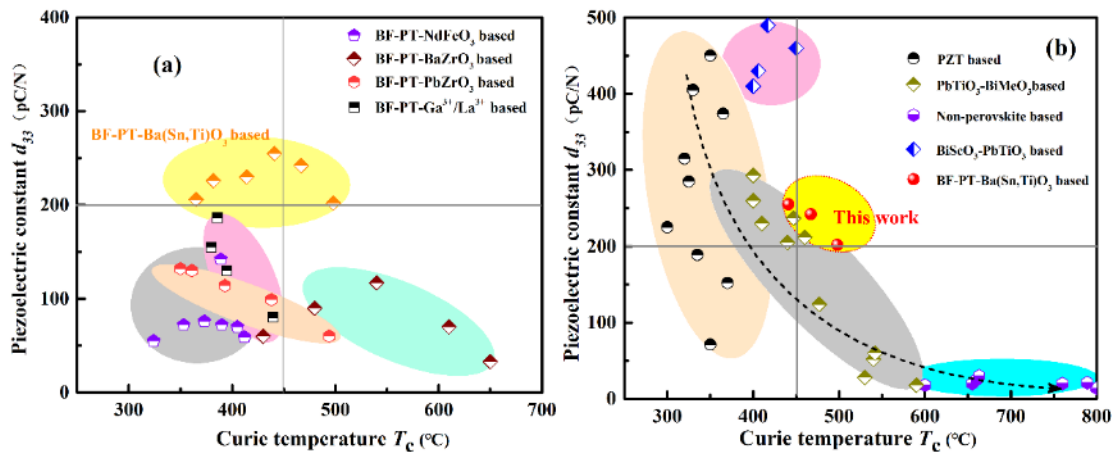 400
300
200
100
0
300
400
500
600
700
Piezoelectric constant d33 (pC/N)
Curie temperature Tc (℃)
(a)
BF-PT-NdFeO3 based
BF-PT-BaZrO3 based
BF-PT-PbZrO3 based
BF-PT-Ga3+/La3+ based
BF-PT-Ba(Sn,Ti)O3 based
500
400
300
200
100
0
300
400
500
600
700
800
Piezoelectric constant d33 (pC/N)
Curie temperature Tc (℃)
(b)
PZT based
PbTiO3-BiMeO3based
Non-perovskite based
BiScO3-PbTiO3 based
BF-PT-Ba(Sn,Ti)O3 based
This work